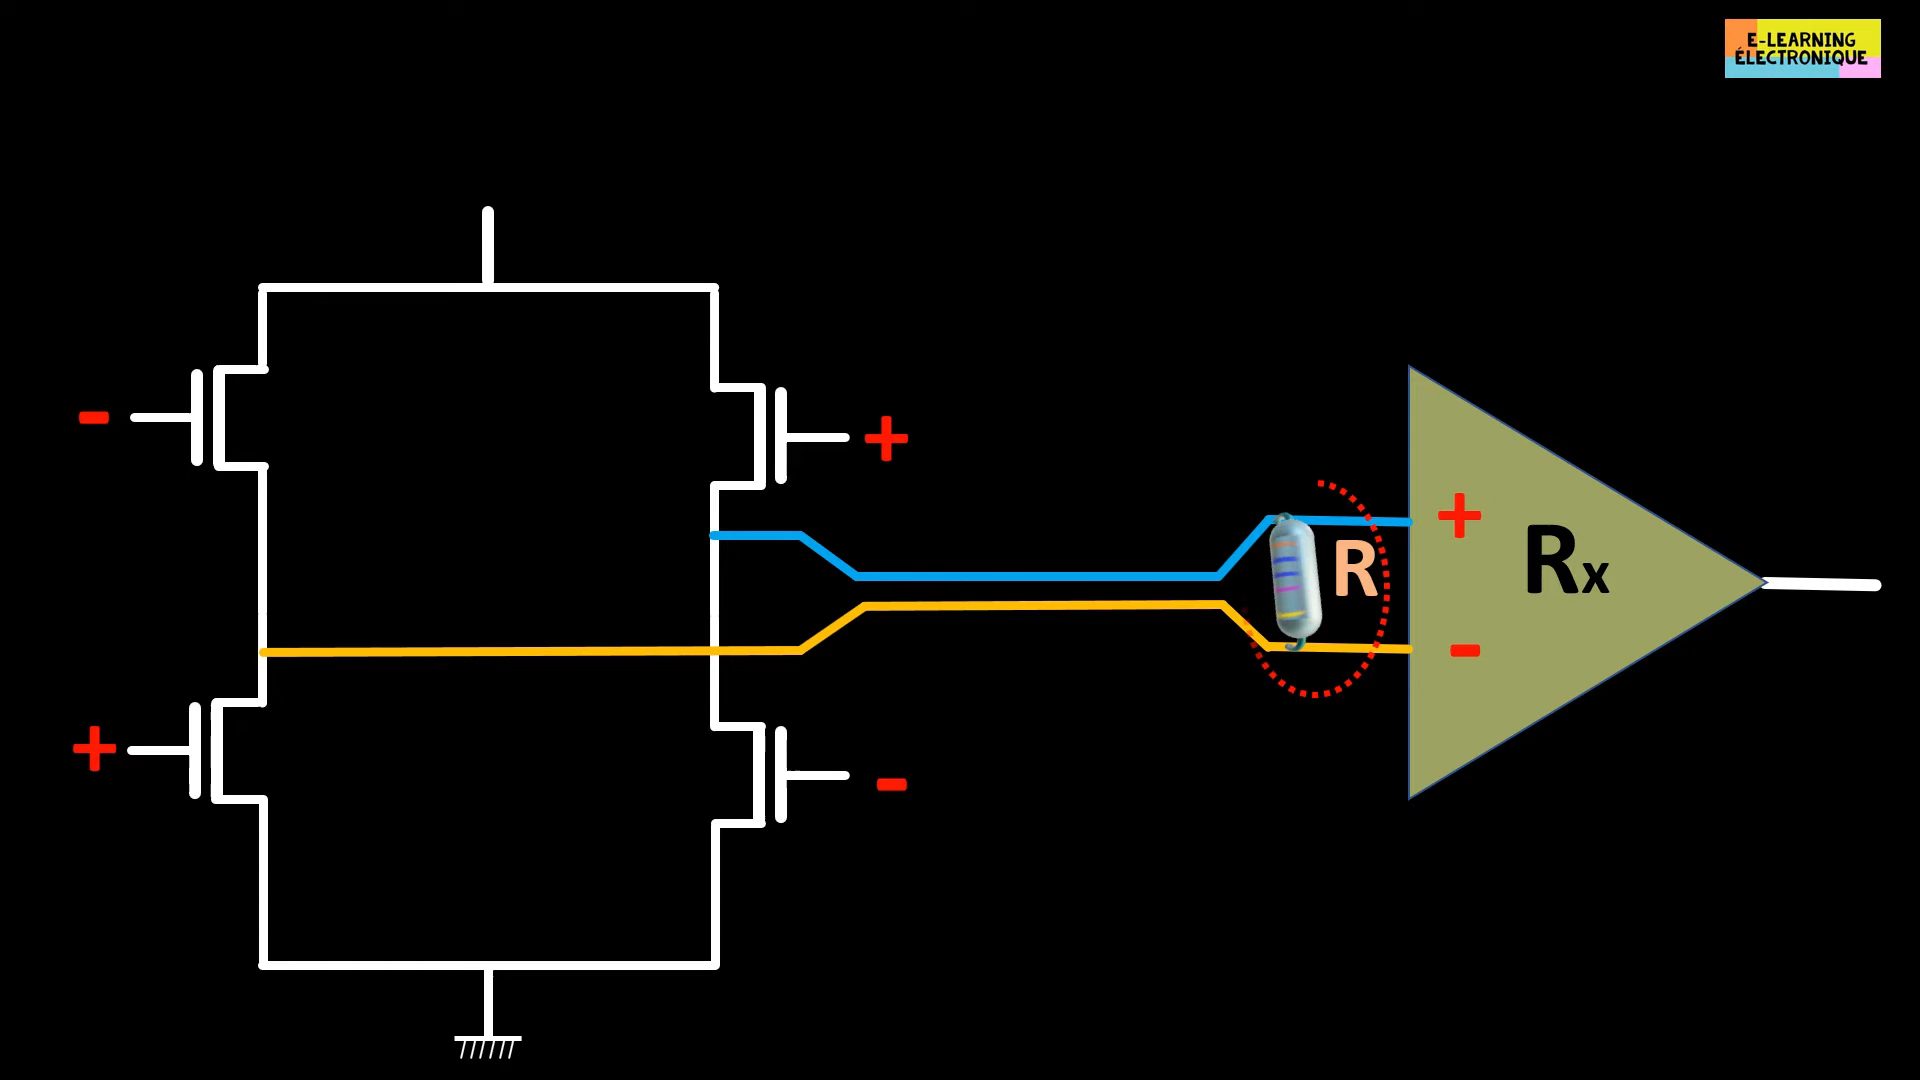 E-LEARNING
ÉLECTRONIQUE
-
+
+
R
+
Rx
-
+
-